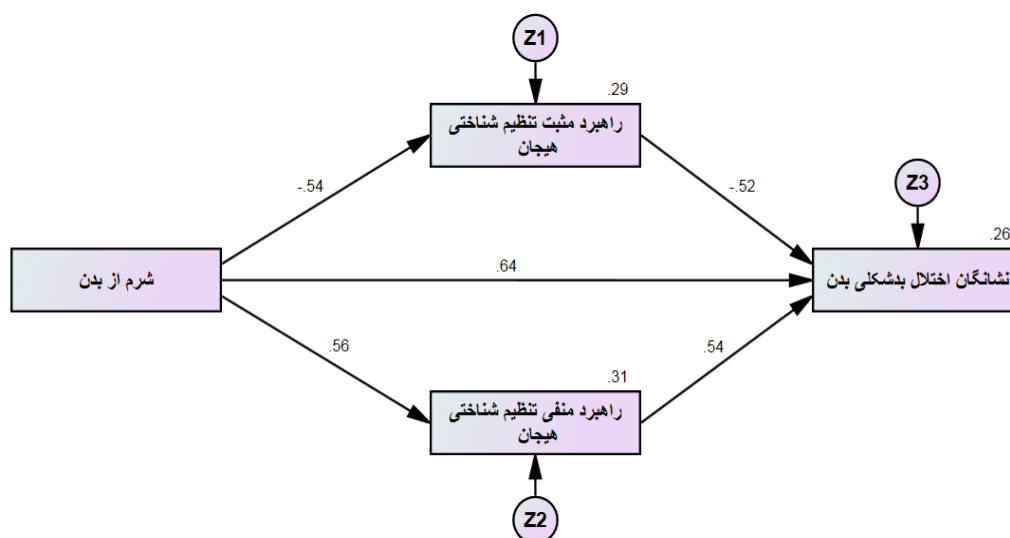 Z1
.29
راهبرد مثبت تنظیم شناختی
هیجان
-.54
-.52
Z3
.26
شرم از بدن
.64
نشانگان اختلال بدشکلی بدن
.56
.54
.31
راهبرد منفی تنظیم شناختی
هیجان
Z2